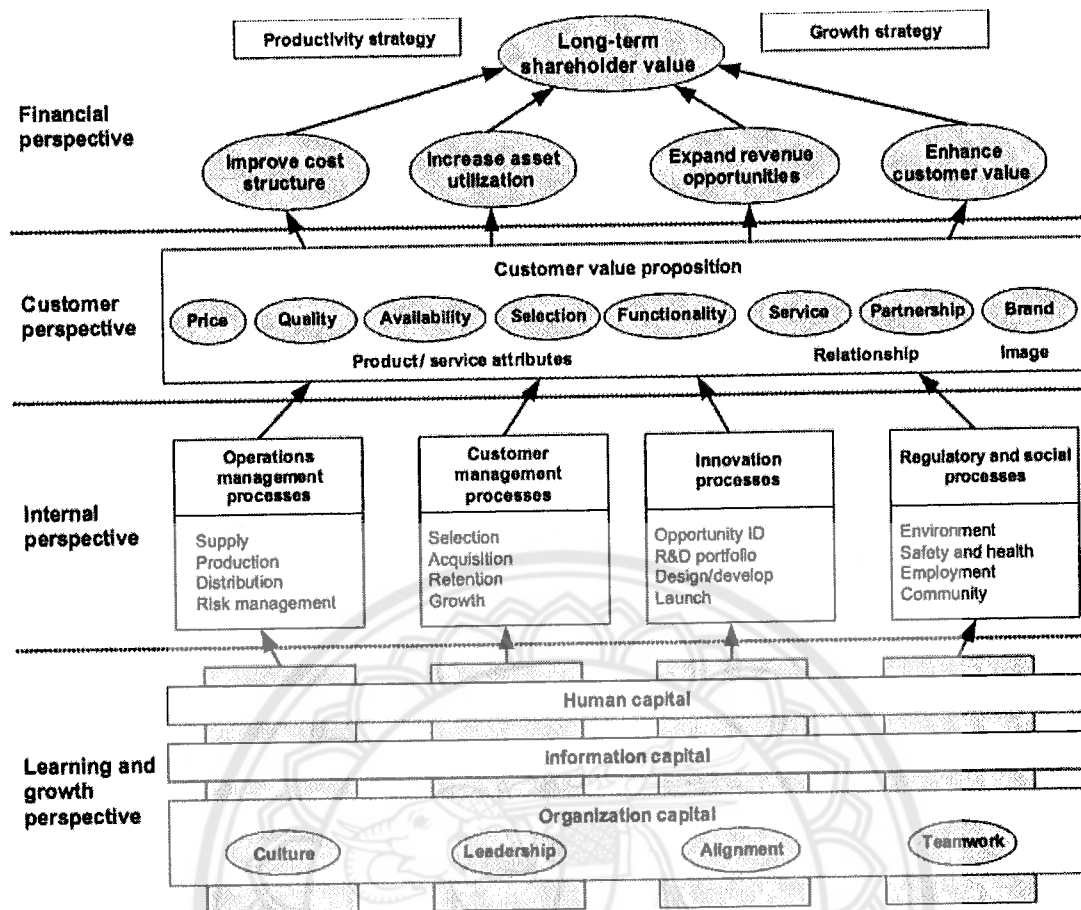 Productivity strategy
Long-term
shareholder value
Growth strategy
Financial
perspective
Improve cost
structure
Increase asset
utilization
Expand revenue
opportunities
Enhance
customer value
Customer
perspective
Customer value proposition
Price
Quality
Availability
Selection
Functionality
Service
Partnership
Brand
Product/ service attributes
Relationship
Image
Internal
perspective
Operations
management
processes
Supply
Production
Distribution
Risk management
Customer
management
processes
Selection
Acquisition
Retention
Growth
Innovation
processes
Opportunity ID
R&D portfolio
Design/develop
Launch
Regulatory and social
processes
Environment
Safety and health
Employment
Community
Learning and
growth
perspective
Human capital
Information capital
Organization capital
Culture
Leadership
Alignment
Teamwork